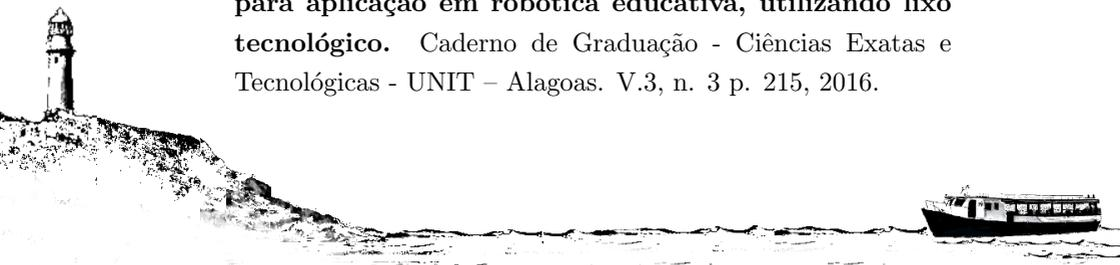 para aplicação em robótica educativa, utilizando lixo
tecnológico. Caderno de Graduação - Ciências Exatas e
Tecnológicas - UNIT – Alagoas. V.3, n. 3 p. 215, 2016.